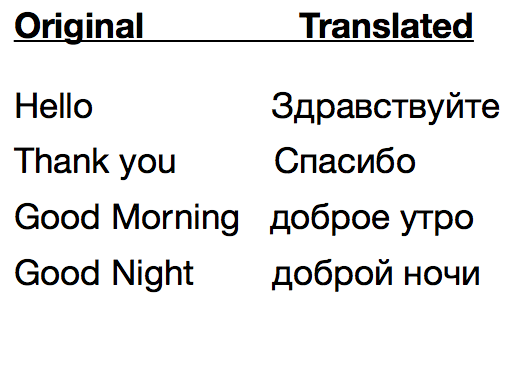 Original Translated
Hello Здравствуйте
Thank you Спасибо
Good Morning доброе утро
Good Night доброй ночи